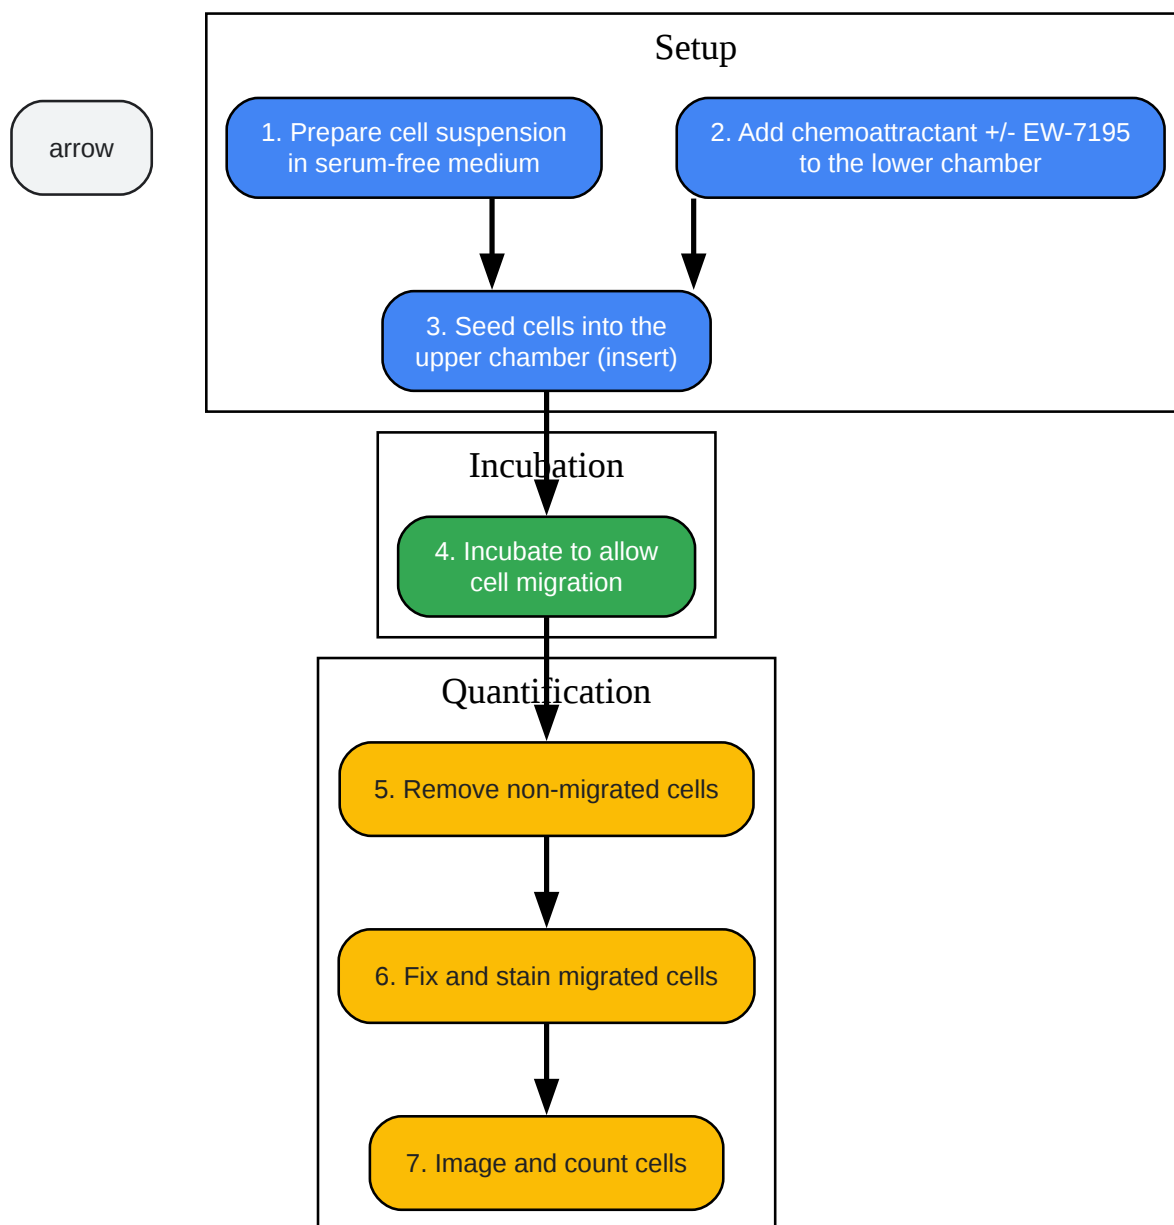 Setup
arrow
1. Prepare cell suspension
in serum-free medium
2. Add chemoattractant +/- EW-7195
to the lower chamber
3. Seed cells into the
upper chamber (insert)
Incubation
4. Incubate to allow
cell migration
Quantification
5. Remove non-migrated cells
6. Fix and stain migrated cells
7. Image and count cells